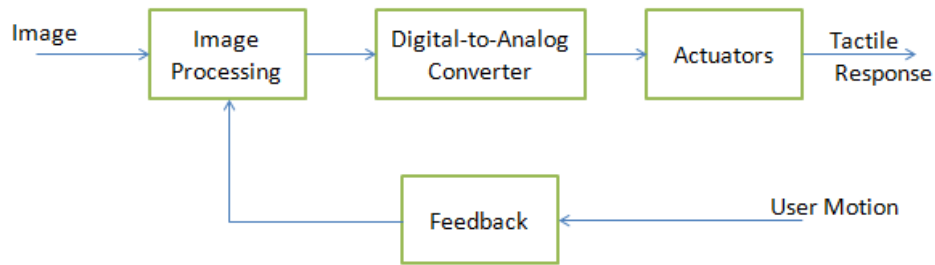 Image
Image
Processing
Digital-to-Analog
Converter
Actuators
Tactile
Response
Feedback
User Motion